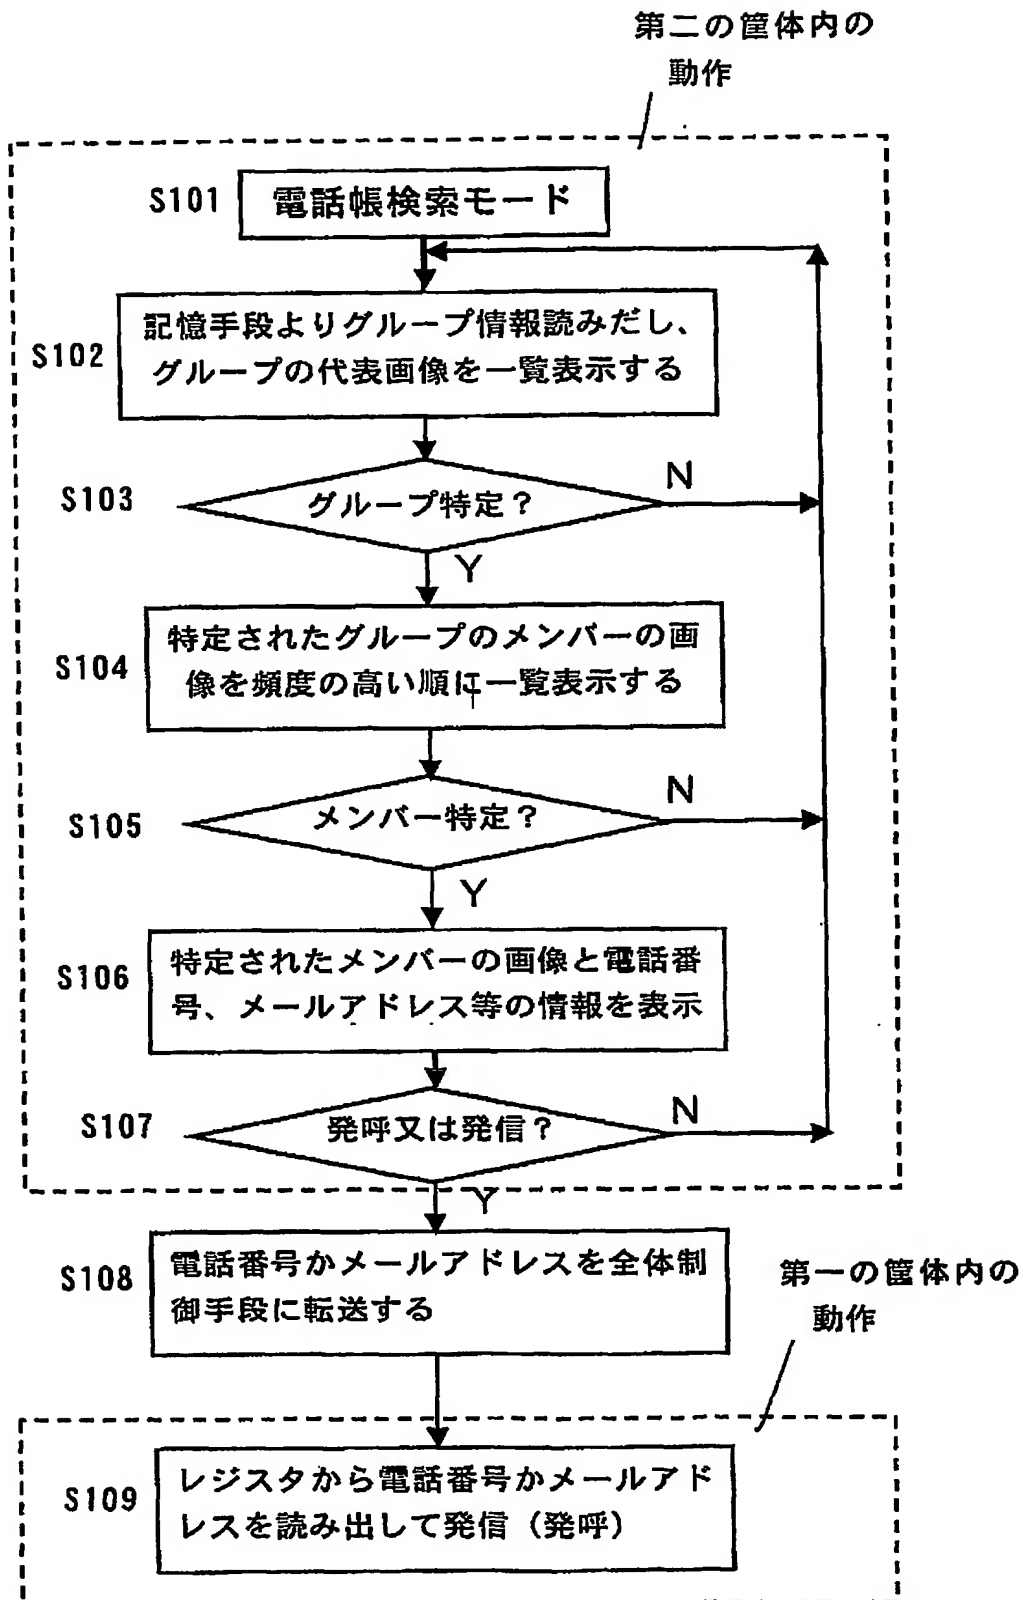 第二の筐体内の
動作
S101 電話帳検索モード
S102 記憶手段よりグループ情報読みだし、
グループの代表画像を一覧表示する
S103 グループ特定？ N
Y
S104 特定されたグループのメンバーの画
像を頻度の高い順に一覧表示する
S105 メンバー特定？ N
Y
S106 特定されたメンバーの画像と電話番
号、メールアドレス等の情報を表示
S107 発呼又は発信？ N
Y
S108 電話番号かメールアドレスを全体制
御手段に転送する
第一の筐体内の
動作
S109 レジスタから電話番号かメールアド
レスを読み出して発信（発呼）